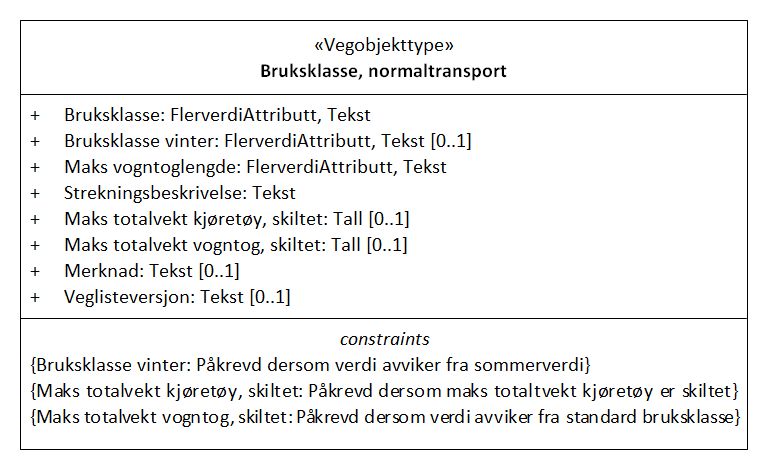 «Vegobjekttype»
Bruksklasse, normaltransport
+ Bruksklasse: FlerverdiAttributt, Tekst
+ Bruksklasse vinter: FlerverdiAttributt, Tekst [0..1]
+ Maks vogntoglengde: FlerverdiAttributt, Tekst
+ Strekningsbeskrivelse: Tekst
+ Maks totalvekt kjøretøy, skiltet: Tall [0..1]
+ Maks totalvekt vogntog, skiltet: Tall [0..1]
+ Merknad: Tekst [0..1]
+ Veglisteversjon: Tekst [0..1]
constraints
{Bruksklasse vinter: Påkrevd dersom verdi avviker fra sommerverdi}
{Maks totalvekt kjøretøy, skiltet: Påkrevd dersom maks totaltvekt kjøretøy er skiltet}
{Maks totalvekt vogntog, skiltet: Påkrevd dersom verdi avviker fra standard bruksklasse}